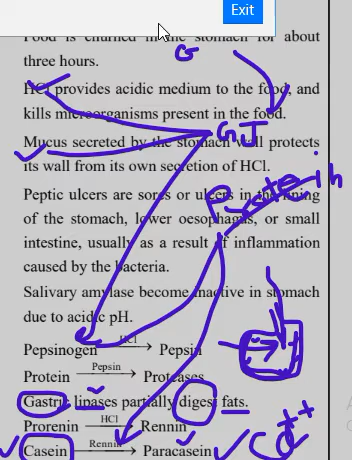 Exit
Food is churned in the stomach for about
three hours.
HCl provides acidic medium to the food, and
kills microorganisms present in the food.
Mucus secreted by the stomach wall protects
its wall from its own secretion of HCl.
Peptic ulcers are sores or ulcers in the lining
of the stomach, lower oesophagus, or small
intestine, usually as a result of inflammation
caused by the bacteria.
Salivary amylase become inactive in stomach
due to acidic pH.
Pepsinogen HCl → Pepsin
Protein Pepsin → Proteases
Gastric lipases partially digest fats.
Prorenin HCl → Rennin
Casein Rennin → Paracasein
G
GIT
Protein
Ca++